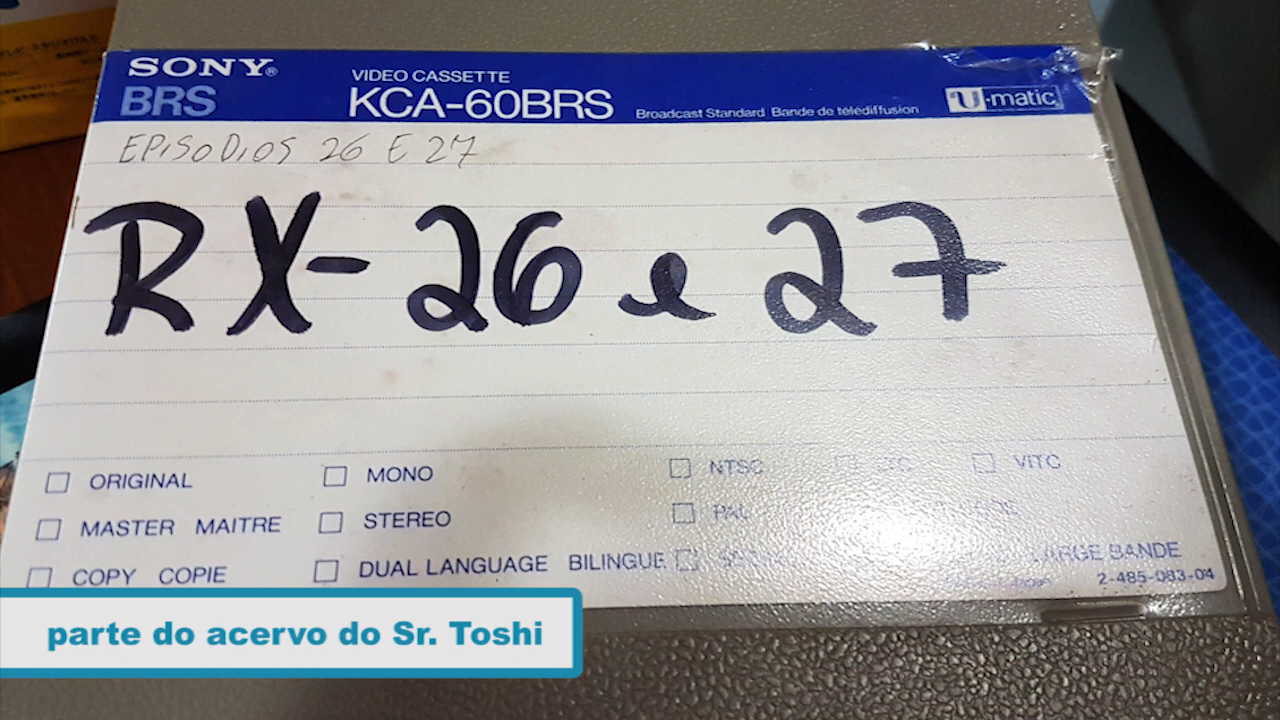 SONY®
BRS
VIDEO CASSETTE
KCA-60BRS
Broadcast Standard Bande de télédiffusion
U-matic
EPISODIOS 26 E 27
RX-26 e 27
ORIGINAL
MONO
NTSC
VITC
MASTER MAITRE
STEREO
PAL
COPY COPIE
DUAL LANGUAGE BILINGUE
LARGE BANDE
2-485-083-04
parte do acervo do Sr. Toshi